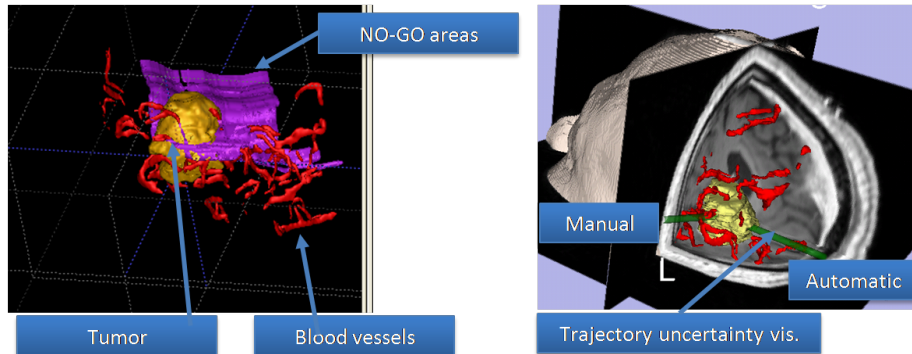 NO-GO areas
Tumor
Blood vessels
Manual
L
Automatic
Trajectory uncertainty vis.